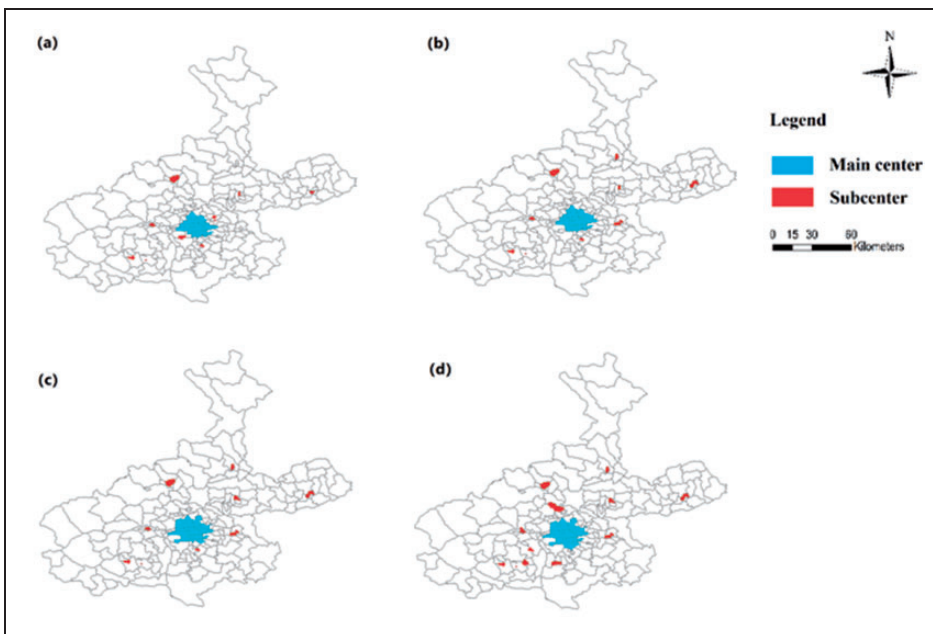 (a)
(b)
N
Legend
Main center
Subcenter
0 15 30 60
Kilometers
(c)
(d)